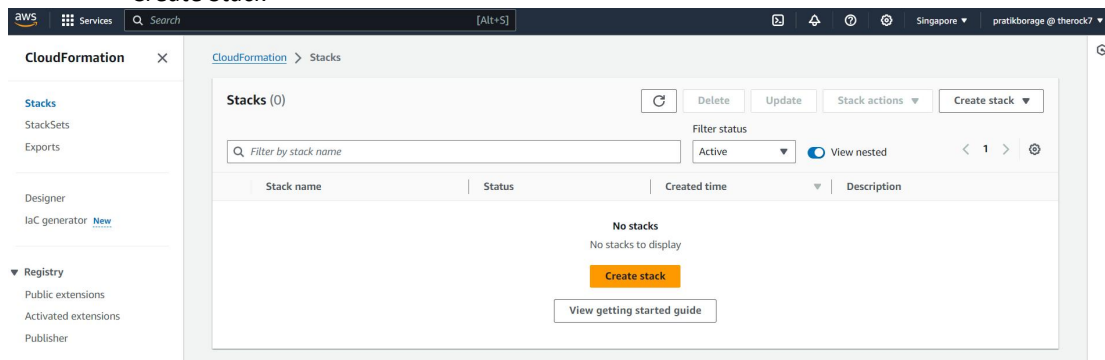 Create Stack
aws Services Search [Alt+S] Singapore ▼ pratikborage @ therock7 ▼
CloudFormation
CloudFormation > Stacks
Stacks
StackSets
Exports
Designer
IaC generator New
▼ Registry
Public extensions
Activated extensions
Publisher
Stacks (0)
Delete Update Stack actions ▼ Create stack ▼
Filter status
Filter by stack name Active ▼ View nested < 1 >
Stack name Status Created time ▼ Description
No stacks
No stacks to display
Create stack
View getting started guide